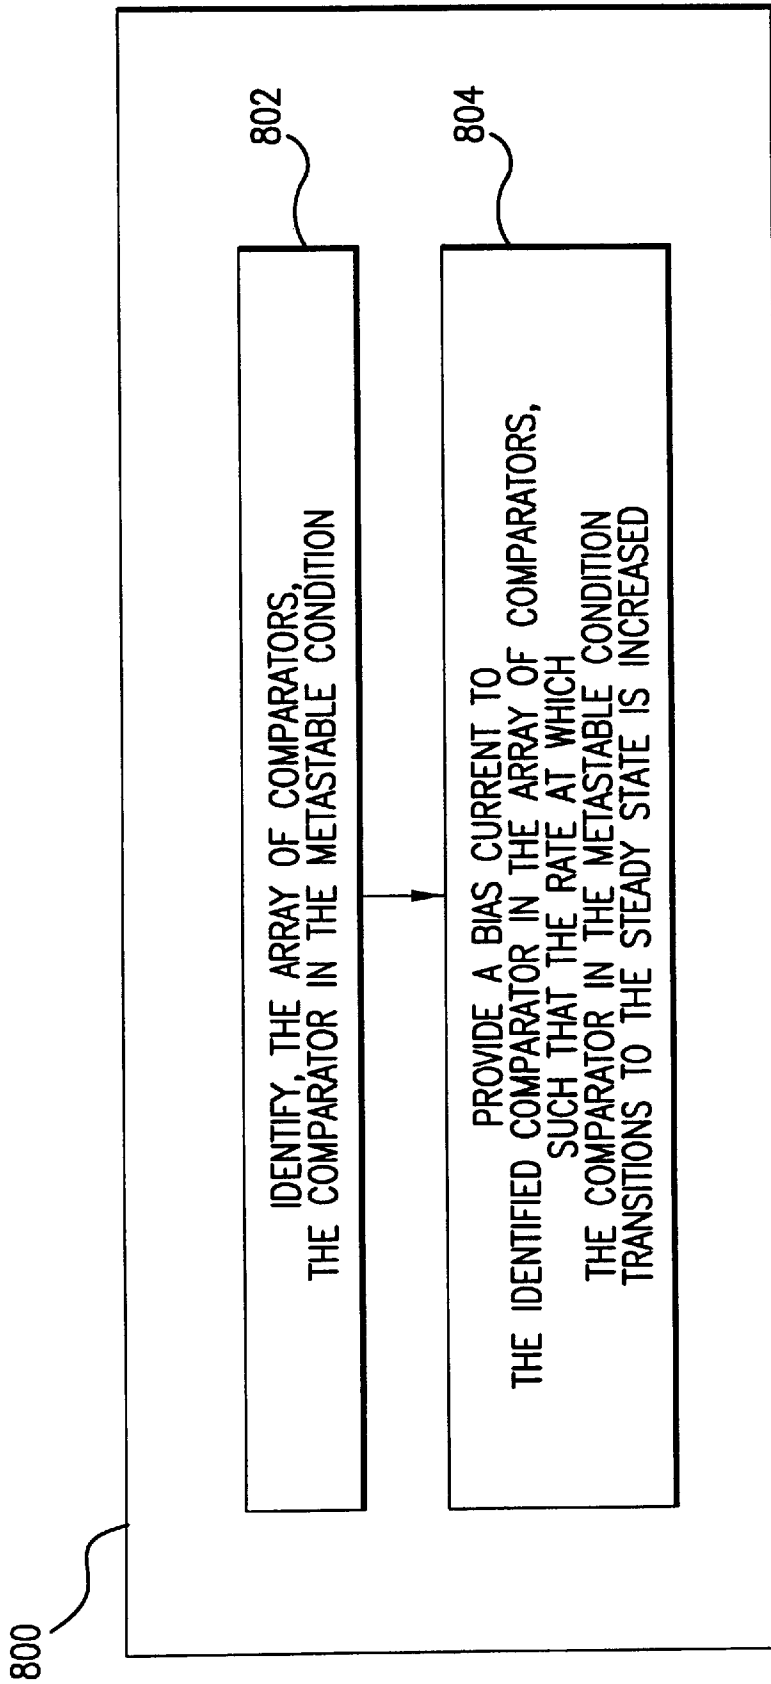 800
802
IDENTIFY, THE ARRAY OF COMPARATORS,
THE COMPARATOR IN THE METASTABLE CONDITION
804
PROVIDE A BIAS CURRENT TO
THE IDENTIFIED COMPARATOR IN THE ARRAY OF COMPARATORS,
SUCH THAT THE RATE AT WHICH
THE COMPARATOR IN THE METASTABLE CONDITION
TRANSITIONS TO THE STEADY STATE IS INCREASED